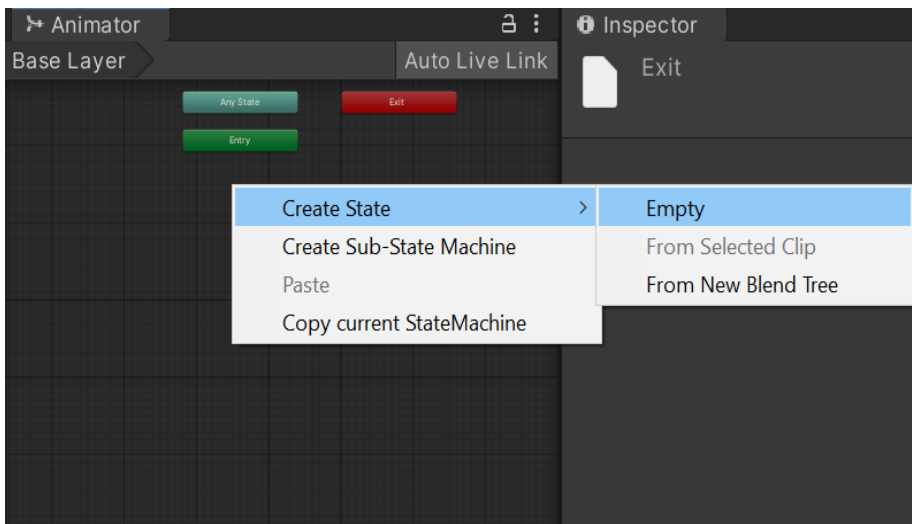 Animator
Inspector
Base Layer
Auto Live Link
Exit
Any State
Exit
Entry
Create State
Empty
Create Sub-State Machine
From Selected Clip
Paste
From New Blend Tree
Copy current StateMachine